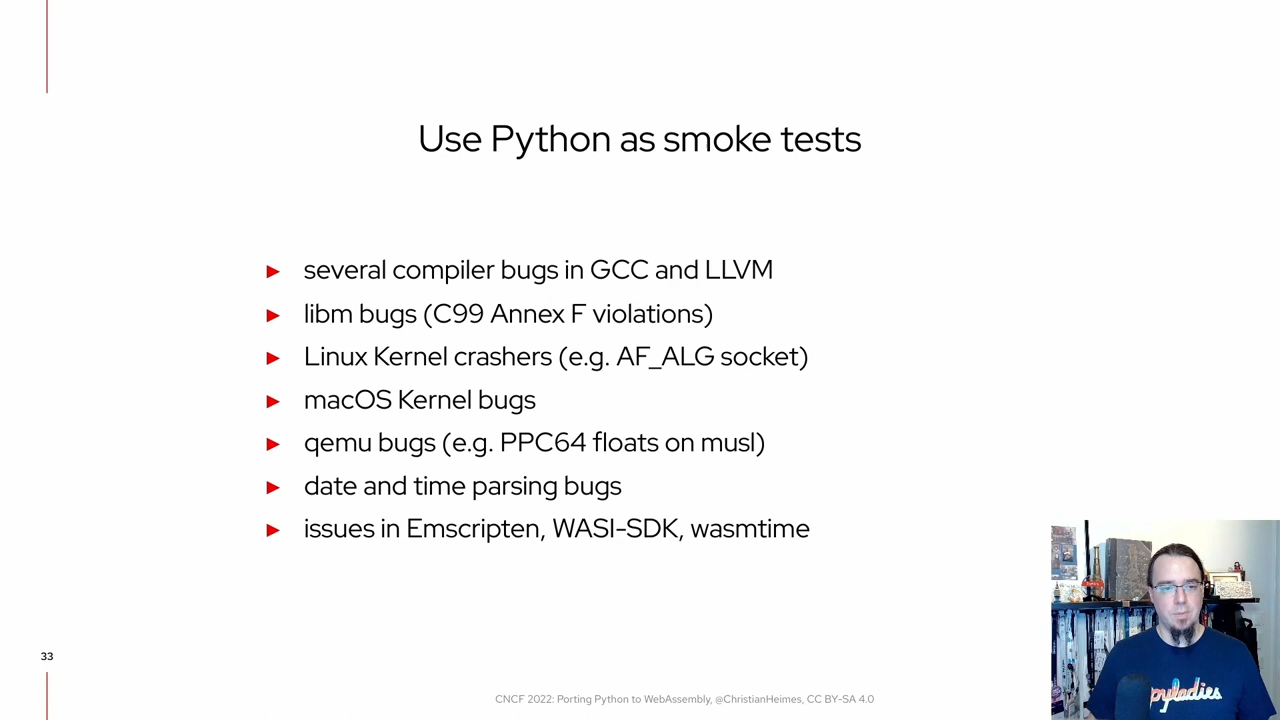 Use Python as smoke tests
► several compiler bugs in GCC and LLVM
► libm bugs (C99 Annex F violations)
► Linux Kernel crashers (e.g. AF_ALG socket)
► macOS Kernel bugs
► qemu bugs (e.g. PPC64 floats on musl)
► date and time parsing bugs
► issues in Emscripten, WASI-SDK, wasmtime
33
CNCF 2022: Porting Python to WebAssembly, @ChristianHeimes, CC BY-SA 4.0
pyladies